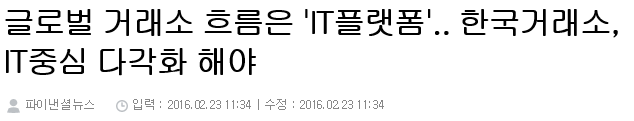 글로벌 거래소 흐름은 'IT플랫폼'.. 한국거래소,
IT중심 다각화 해야
파이낸셜뉴스 입력 : 2016.02.23 11:34 | 수정 : 2016.02.23 11:34